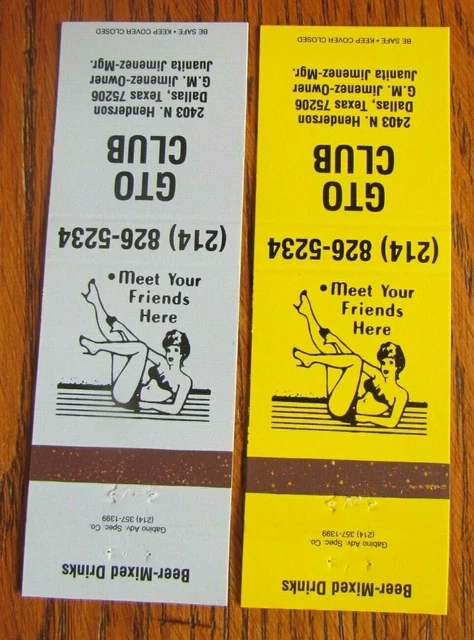 BE SAFE • KEEP COVER CLOSED
2403 N. Henderson
Dallas, Texas 75206
G.M. Jimenez-Owner
Juanita Jimenez-Mgr.
GTO
CLUB
(214) 826-5234
•Meet Your
Friends
Here
Gabino Adv. Spec. Co.
(214) 357-1399
Beer-Mixed Drinks
BE SAFE • KEEP COVER CLOSED
2403 N. Henderson
Dallas, Texas 75206
G.M. Jimenez-Owner
Juanita Jimenez-Mgr.
GTO
CLUB
(214) 826-5234
•Meet Your
Friends
Here
Gabino Adv. Spec. Co.
(214) 357-1399
Beer-Mixed Drinks